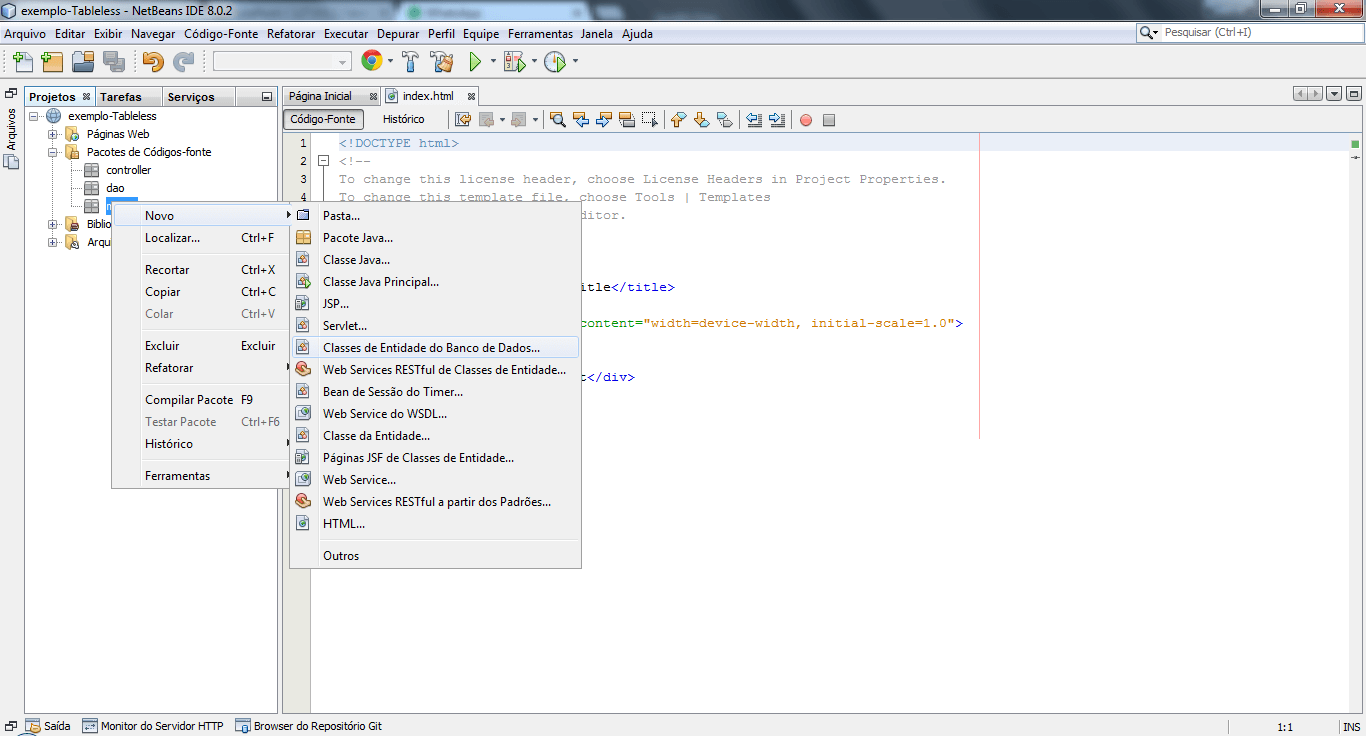 exemplo-Tableless - NetBeans IDE 8.0.2
Arquivo Editar Exibir Navegar Código-Fonte Refatorar Executar Depurar Perfil Equipe Ferramentas Janela Ajuda
Pesquisar (Ctrl+I)
Arquivos
Projetos Tarefas Serviços
Página Inicial index.html
Código-Fonte Histórico
exemplo-Tableless
Páginas Web
Pacotes de Códigos-fonte
controller
dao
Biblio
Arqu
1 <!DOCTYPE html>
2 <!--
3 To change this license header, choose License Headers in Project Properties.
4 To change this template file, choose Tools | Templates
ditor.
itle</title>
content="width=device-width, initial-scale=1.0">
t</div>
Novo
Localizar... Ctrl+F
Recortar Ctrl+X
Copiar Ctrl+C
Colar Ctrl+V
Excluir Excluir
Refatorar
Compilar Pacote F9
Testar Pacote Ctrl+F6
Histórico
Ferramentas
Pasta...
Pacote Java...
Classe Java...
Classe Java Principal...
JSP...
Servlet...
Classes de Entidade do Banco de Dados...
Web Services RESTful de Classes de Entidade...
Bean de Sessão do Timer...
Web Service do WSDL...
Classe da Entidade...
Páginas JSF de Classes de Entidade...
Web Service...
Web Services RESTful a partir dos Padrões...
HTML...
Outros
Saída Monitor do Servidor HTTP Browser do Repositório Git
1:1 INS